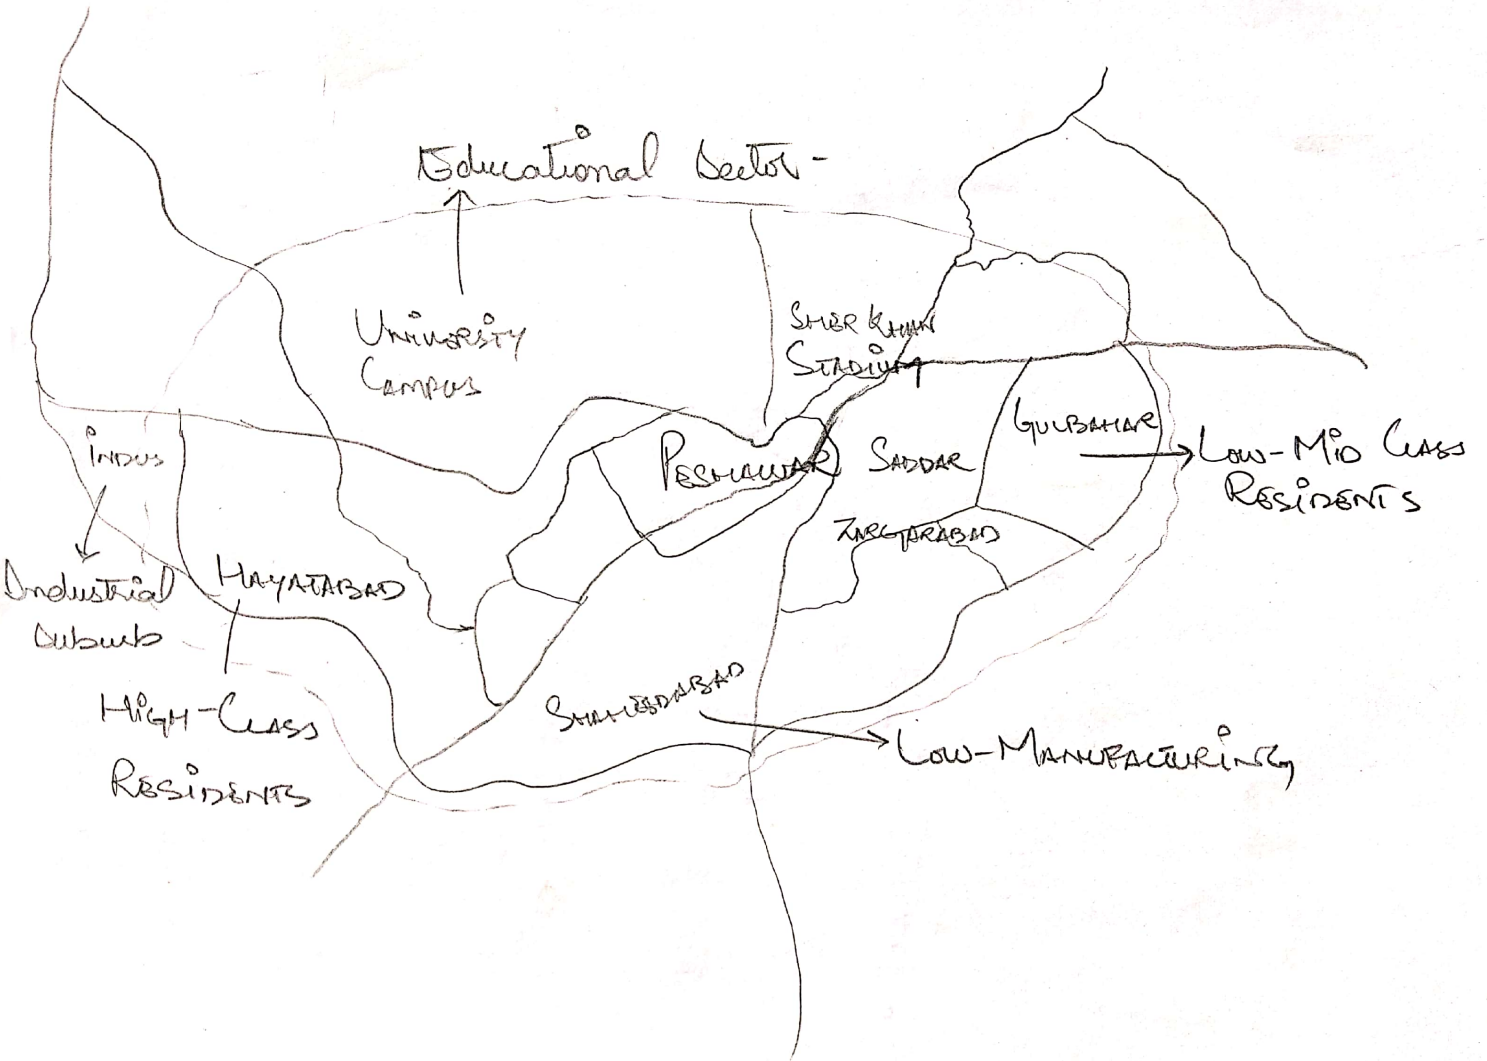 Educational Sector-
University
Campus
Sher Khan
Stadium
Gulbahar
Low-Mid Class
Residents
Peshawar
Saddar
Indus
Zargarabad
Industrial
Suburb
Hayatabad
High-Class
Residents
Shaheedabad
Low-Manufacturing